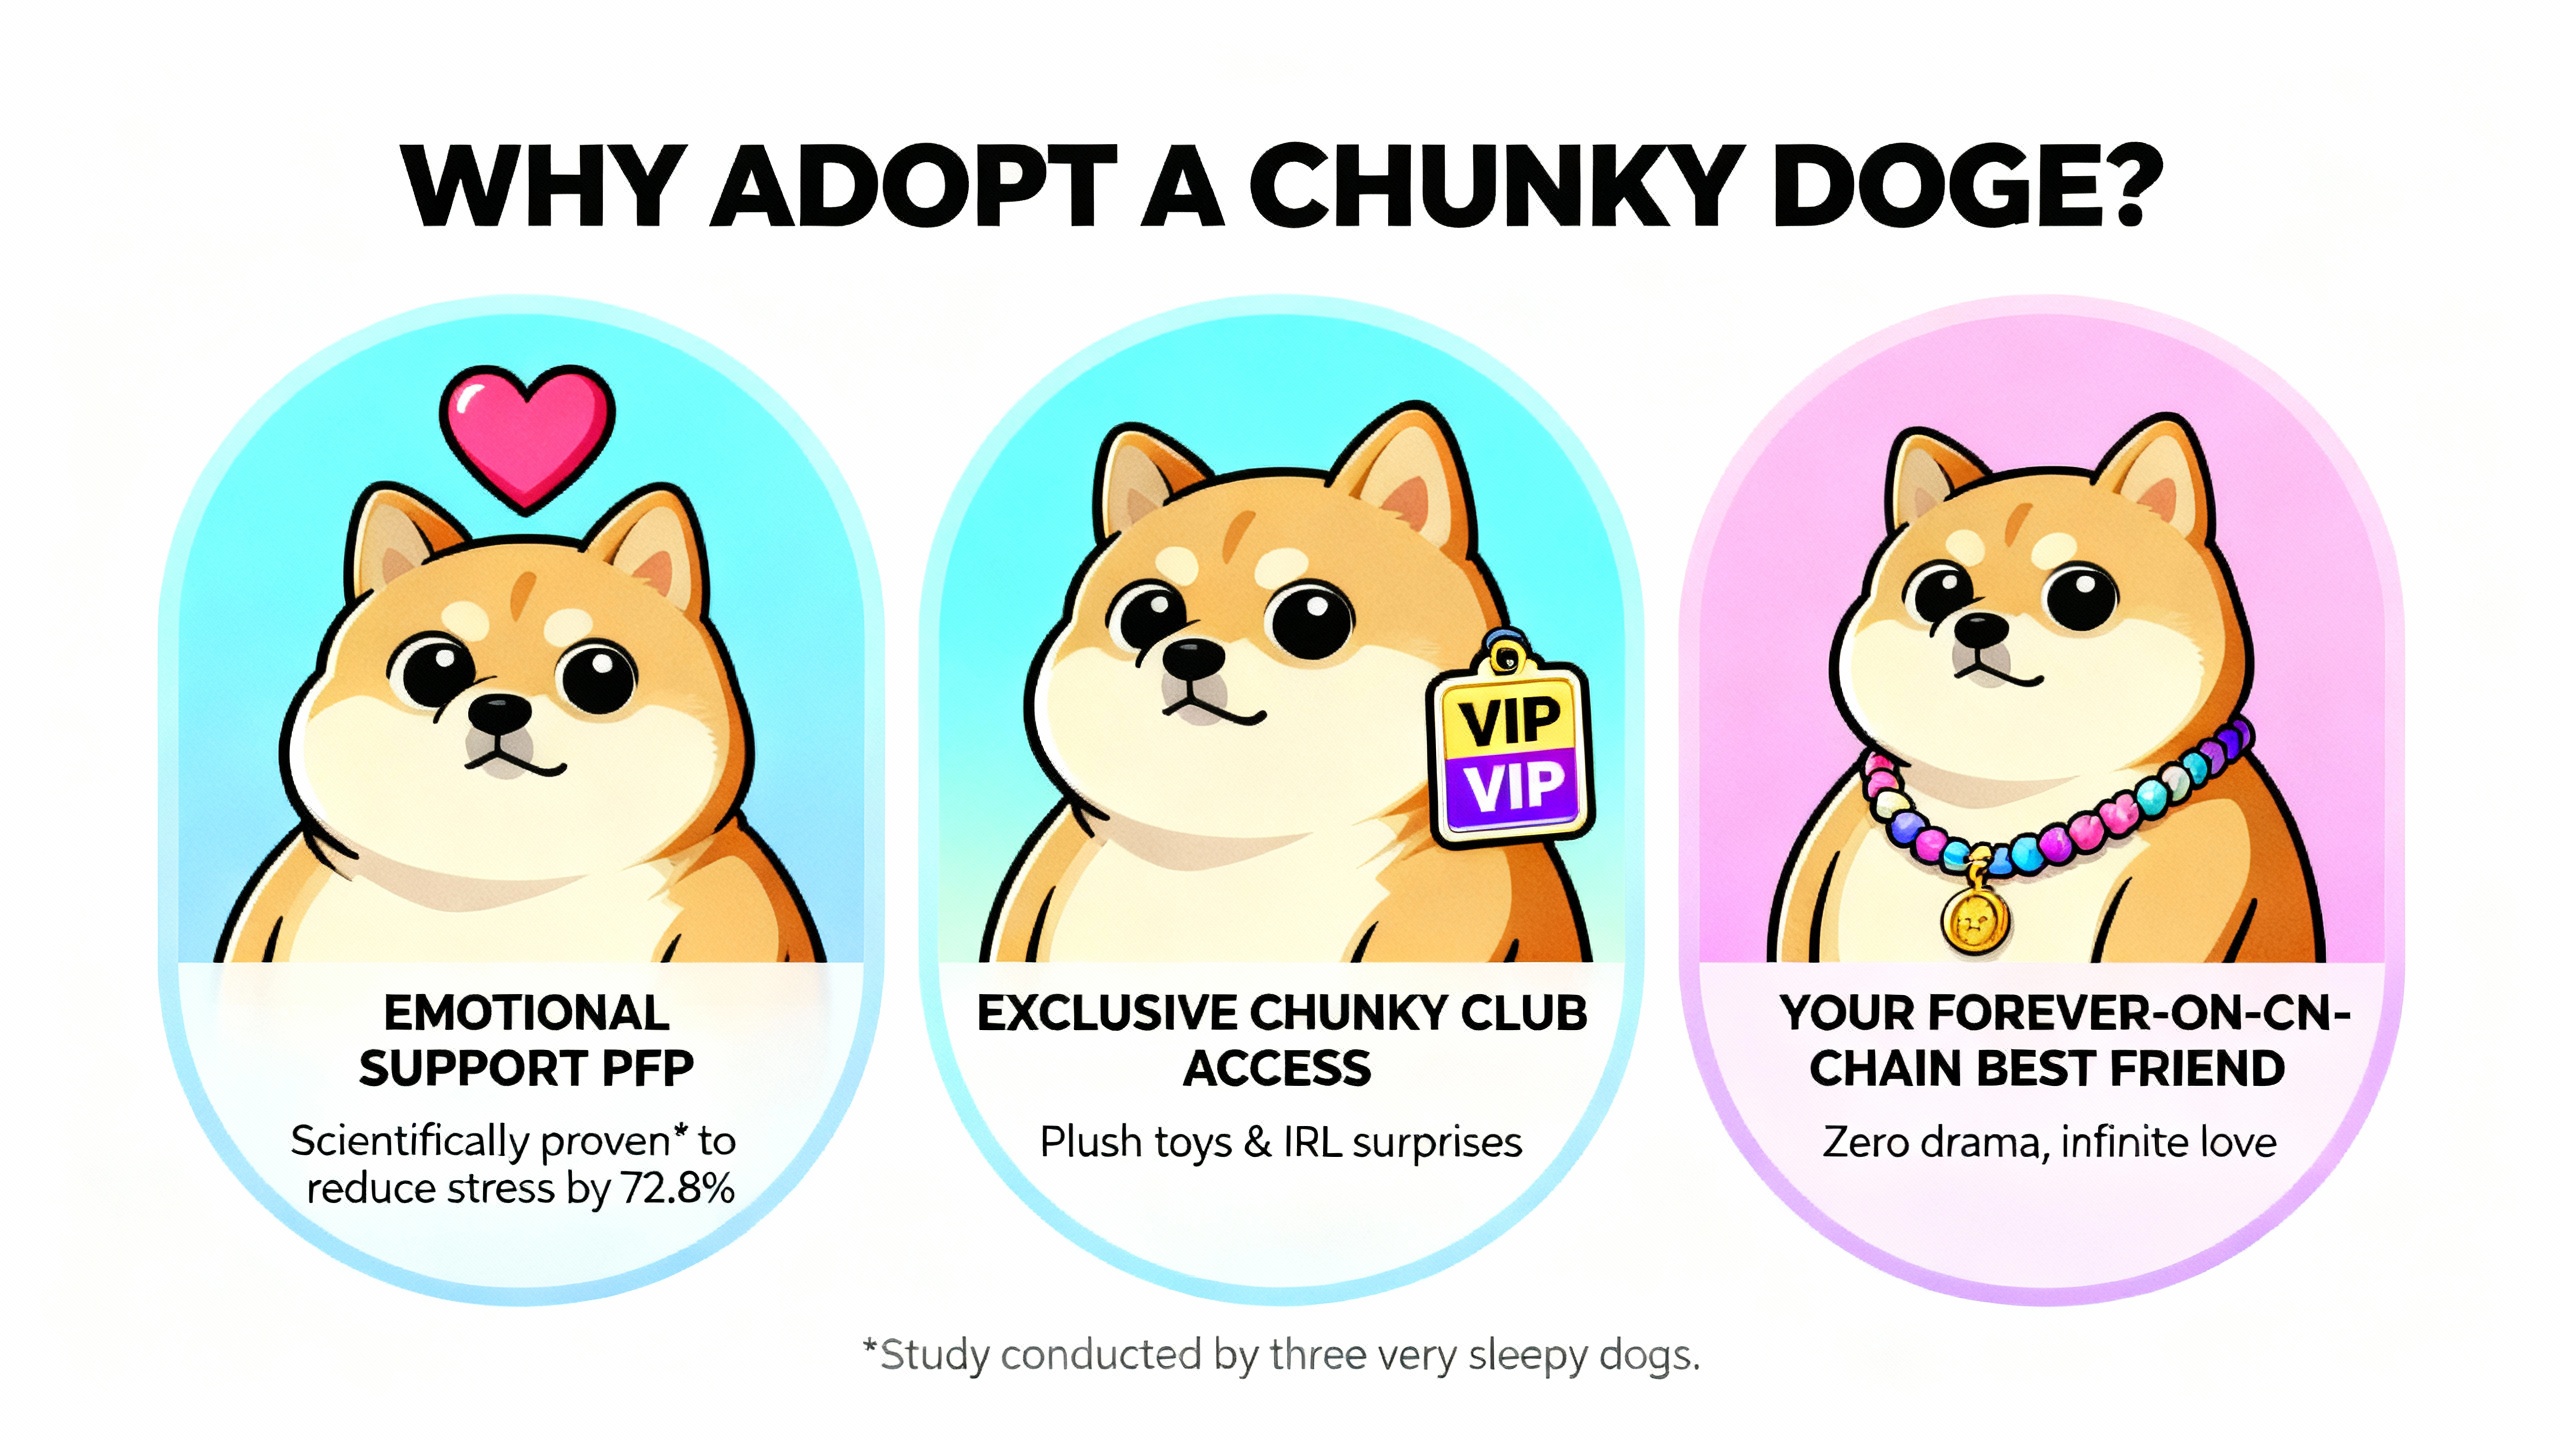 WHY ADOPT A CHUNKY DOGE?
VIP
VIP
EMOTIONAL
SUPPORT PFP
Scientifically proven* to
reduce stress by 72.8%
EXCLUSIVE CHUNKY CLUB
ACCESS
Plush toys & IRL surprises
YOUR FOREVER-ON-CN-
CHAIN BEST FRIEND
Zero drama, infinite love
*Study conducted by three very sleepy dogs.